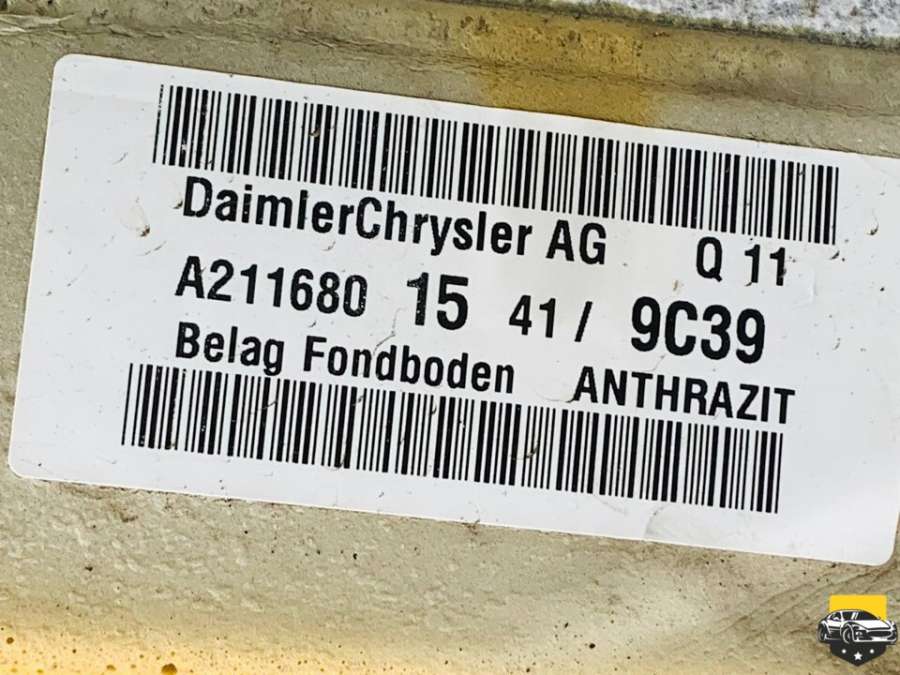 DaimlerChrysler AG Q 11
A211680 15 41 / 9C39
Belag Fondboden ANTHRAZIT